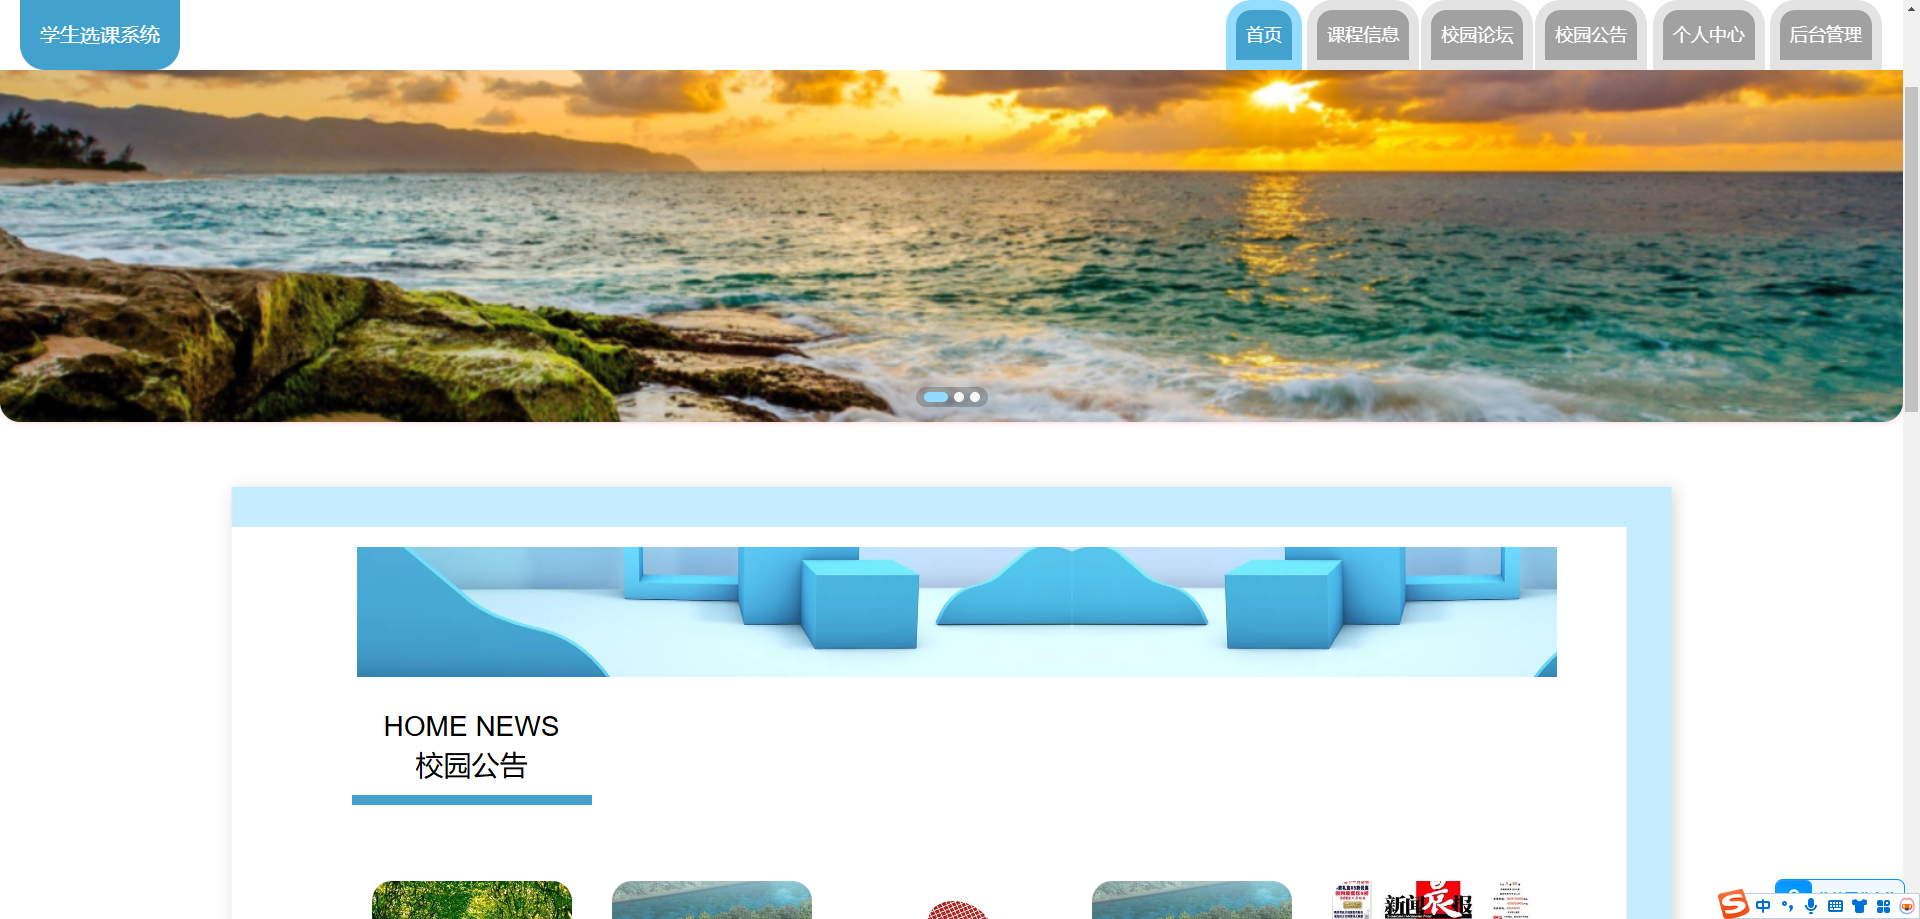 学生选课系统
首页
课程信息
校园论坛
校园公告
个人中心
后台管理
HOME NEWS
校园公告
新闻晨报
中